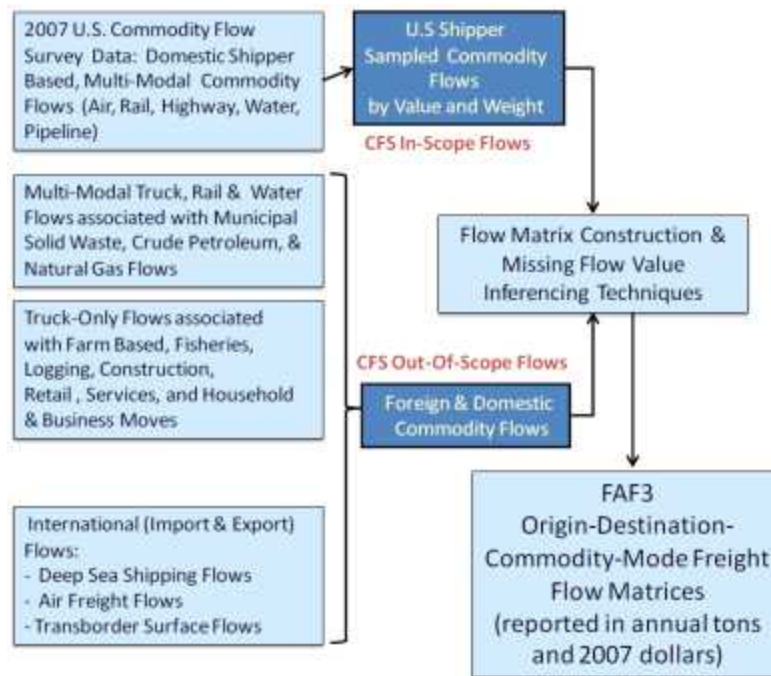 2007 U.S. Commodity Flow
Survey Data: Domestic Shipper
Based, Multi-Modal Commodity
Flows (Air, Rail, Highway, Water,
Pipeline)
U.S Shipper
Sampled Commodity
Flows
by Value and Weight
CFS In-Scope Flows
Multi-Modal Truck, Rail & Water
Flows associated with Municipal
Solid Waste, Crude Petroleum, &
Natural Gas Flows
Flow Matrix Construction &
Missing Flow Value
Inferencing Techniques
Truck-Only Flows associated
with Farm Based, Fisheries,
Logging, Construction,
Retail , Services, and Household
& Business Moves
CFS Out-Of-Scope Flows
Foreign & Domestic
Commodity Flows
International (Import & Export)
Flows:
- Deep Sea Shipping Flows
- Air Freight Flows
- Transborder Surface Flows
FAF3
Origin-Destination-
Commodity-Mode Freight
Flow Matrices
(reported in annual tons
and 2007 dollars)